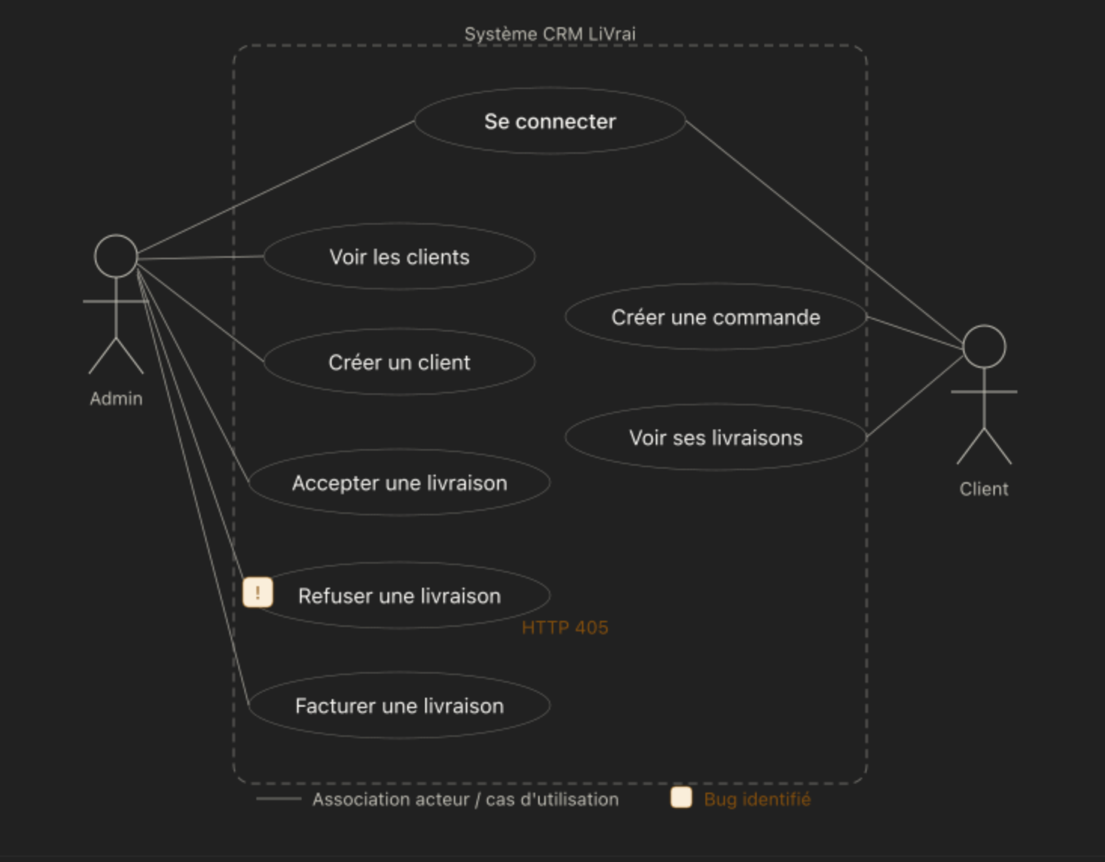 Système CRM LiVrai
Se connecter
Voir les clients
Créer une commande
Créer un client
Admin
Voir ses livraisons
Accepter une livraison
Client
!
Refuser une livraison
HTTP 405
Facturer une livraison
Association acteur / cas d'utilisation
Bug identifié